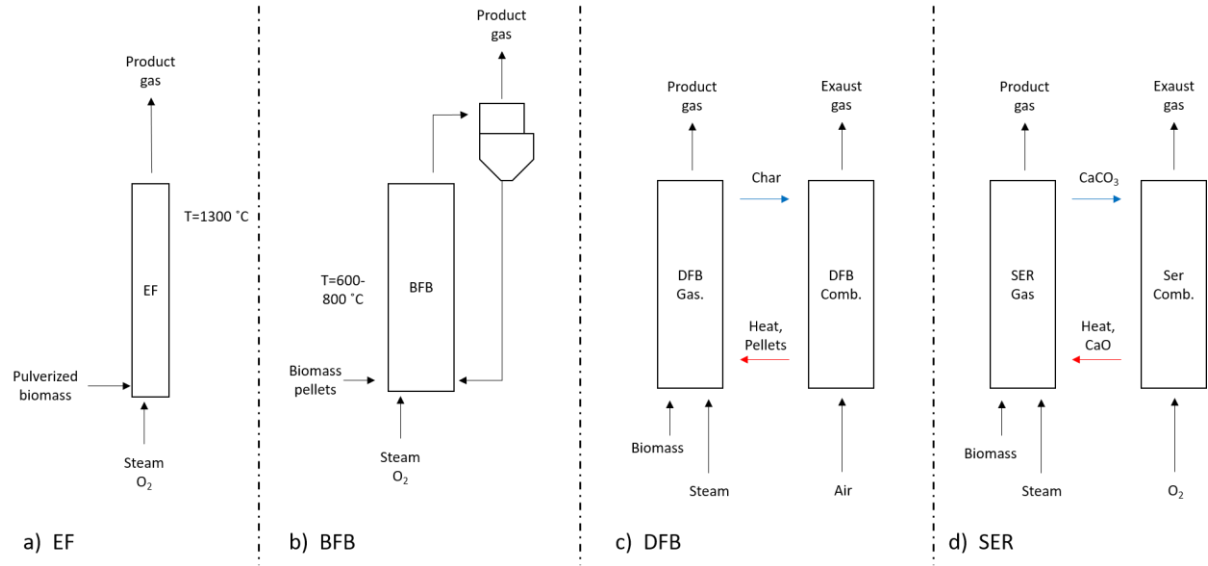 Product
gas
T=1300 ˚C
EF
Pulverized
biomass
Steam
O₂
a) EF
Product
gas
T=600-
800 ˚C
BFB
Biomass
pellets
Steam
O₂
b) BFB
Product
gas
Exaust
gas
Char
DFB
Gas.
DFB
Comb.
Heat,
Pellets
Biomass
Steam
Air
c) DFB
Product
gas
Exaust
gas
CaCO₃
SER
Gas
Ser
Comb.
Heat,
CaO
Biomass
Steam
O₂
d) SER